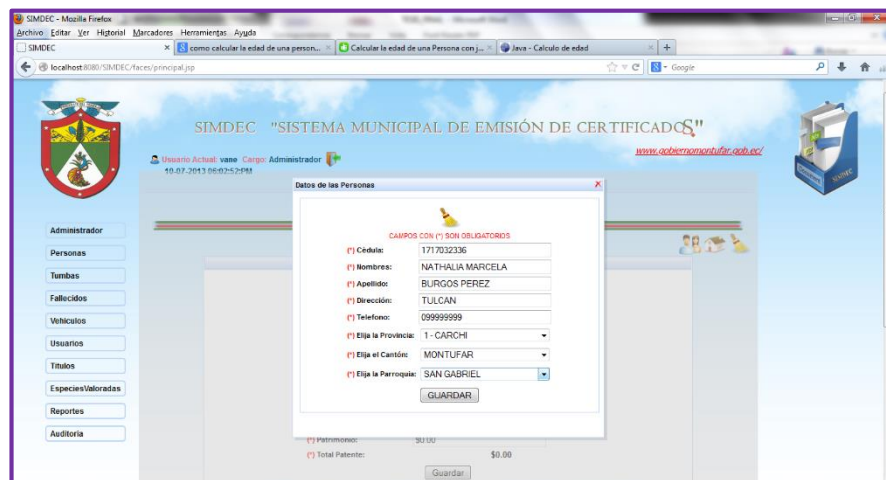 SIMDEC - Mozilla Firefox
Archivo Editar Ver Historial Marcadores Herramientas Ayuda
SIMDEC × como calcular la edad de una person... × Calcular la edad de una Persona con j... × Java - Calculo de edad × +
localhost:8080/SIMDEC/faces/principal.jsp Google
SIMDEC "SISTEMA MUNICIPAL DE EMISIÓN DE CERTIFICADOS"
www.gobiernomontufar.gob.ec/
Usuario Actual: vane Cargo: Administrador
10-07-2013 06:02:52 PM
SIMDEC
Datos de las Personas X
CAMPOS CON (*) SON OBLIGATORIOS
(*) Cédula: 1717032336
(*) Nombres: NATHALIA MARCELA
(*) Apellido: BURGOS PEREZ
(*) Dirección: TULCAN
(*) Telefono: 099999999
(*) Elija la Provincia: 1 - CARCHI
(*) Elija el Cantón: MONTUFAR
(*) Elija la Parroquia: SAN GABRIEL
GUARDAR
Administrador
Personas
Tumbas
Fallecidos
Vehiculos
Usuarios
Titulos
EspeciesValoradas
Reportes
Auditoria
(*) Patrimonio: $0.00
(*) Total Patente: $0.00
Guardar